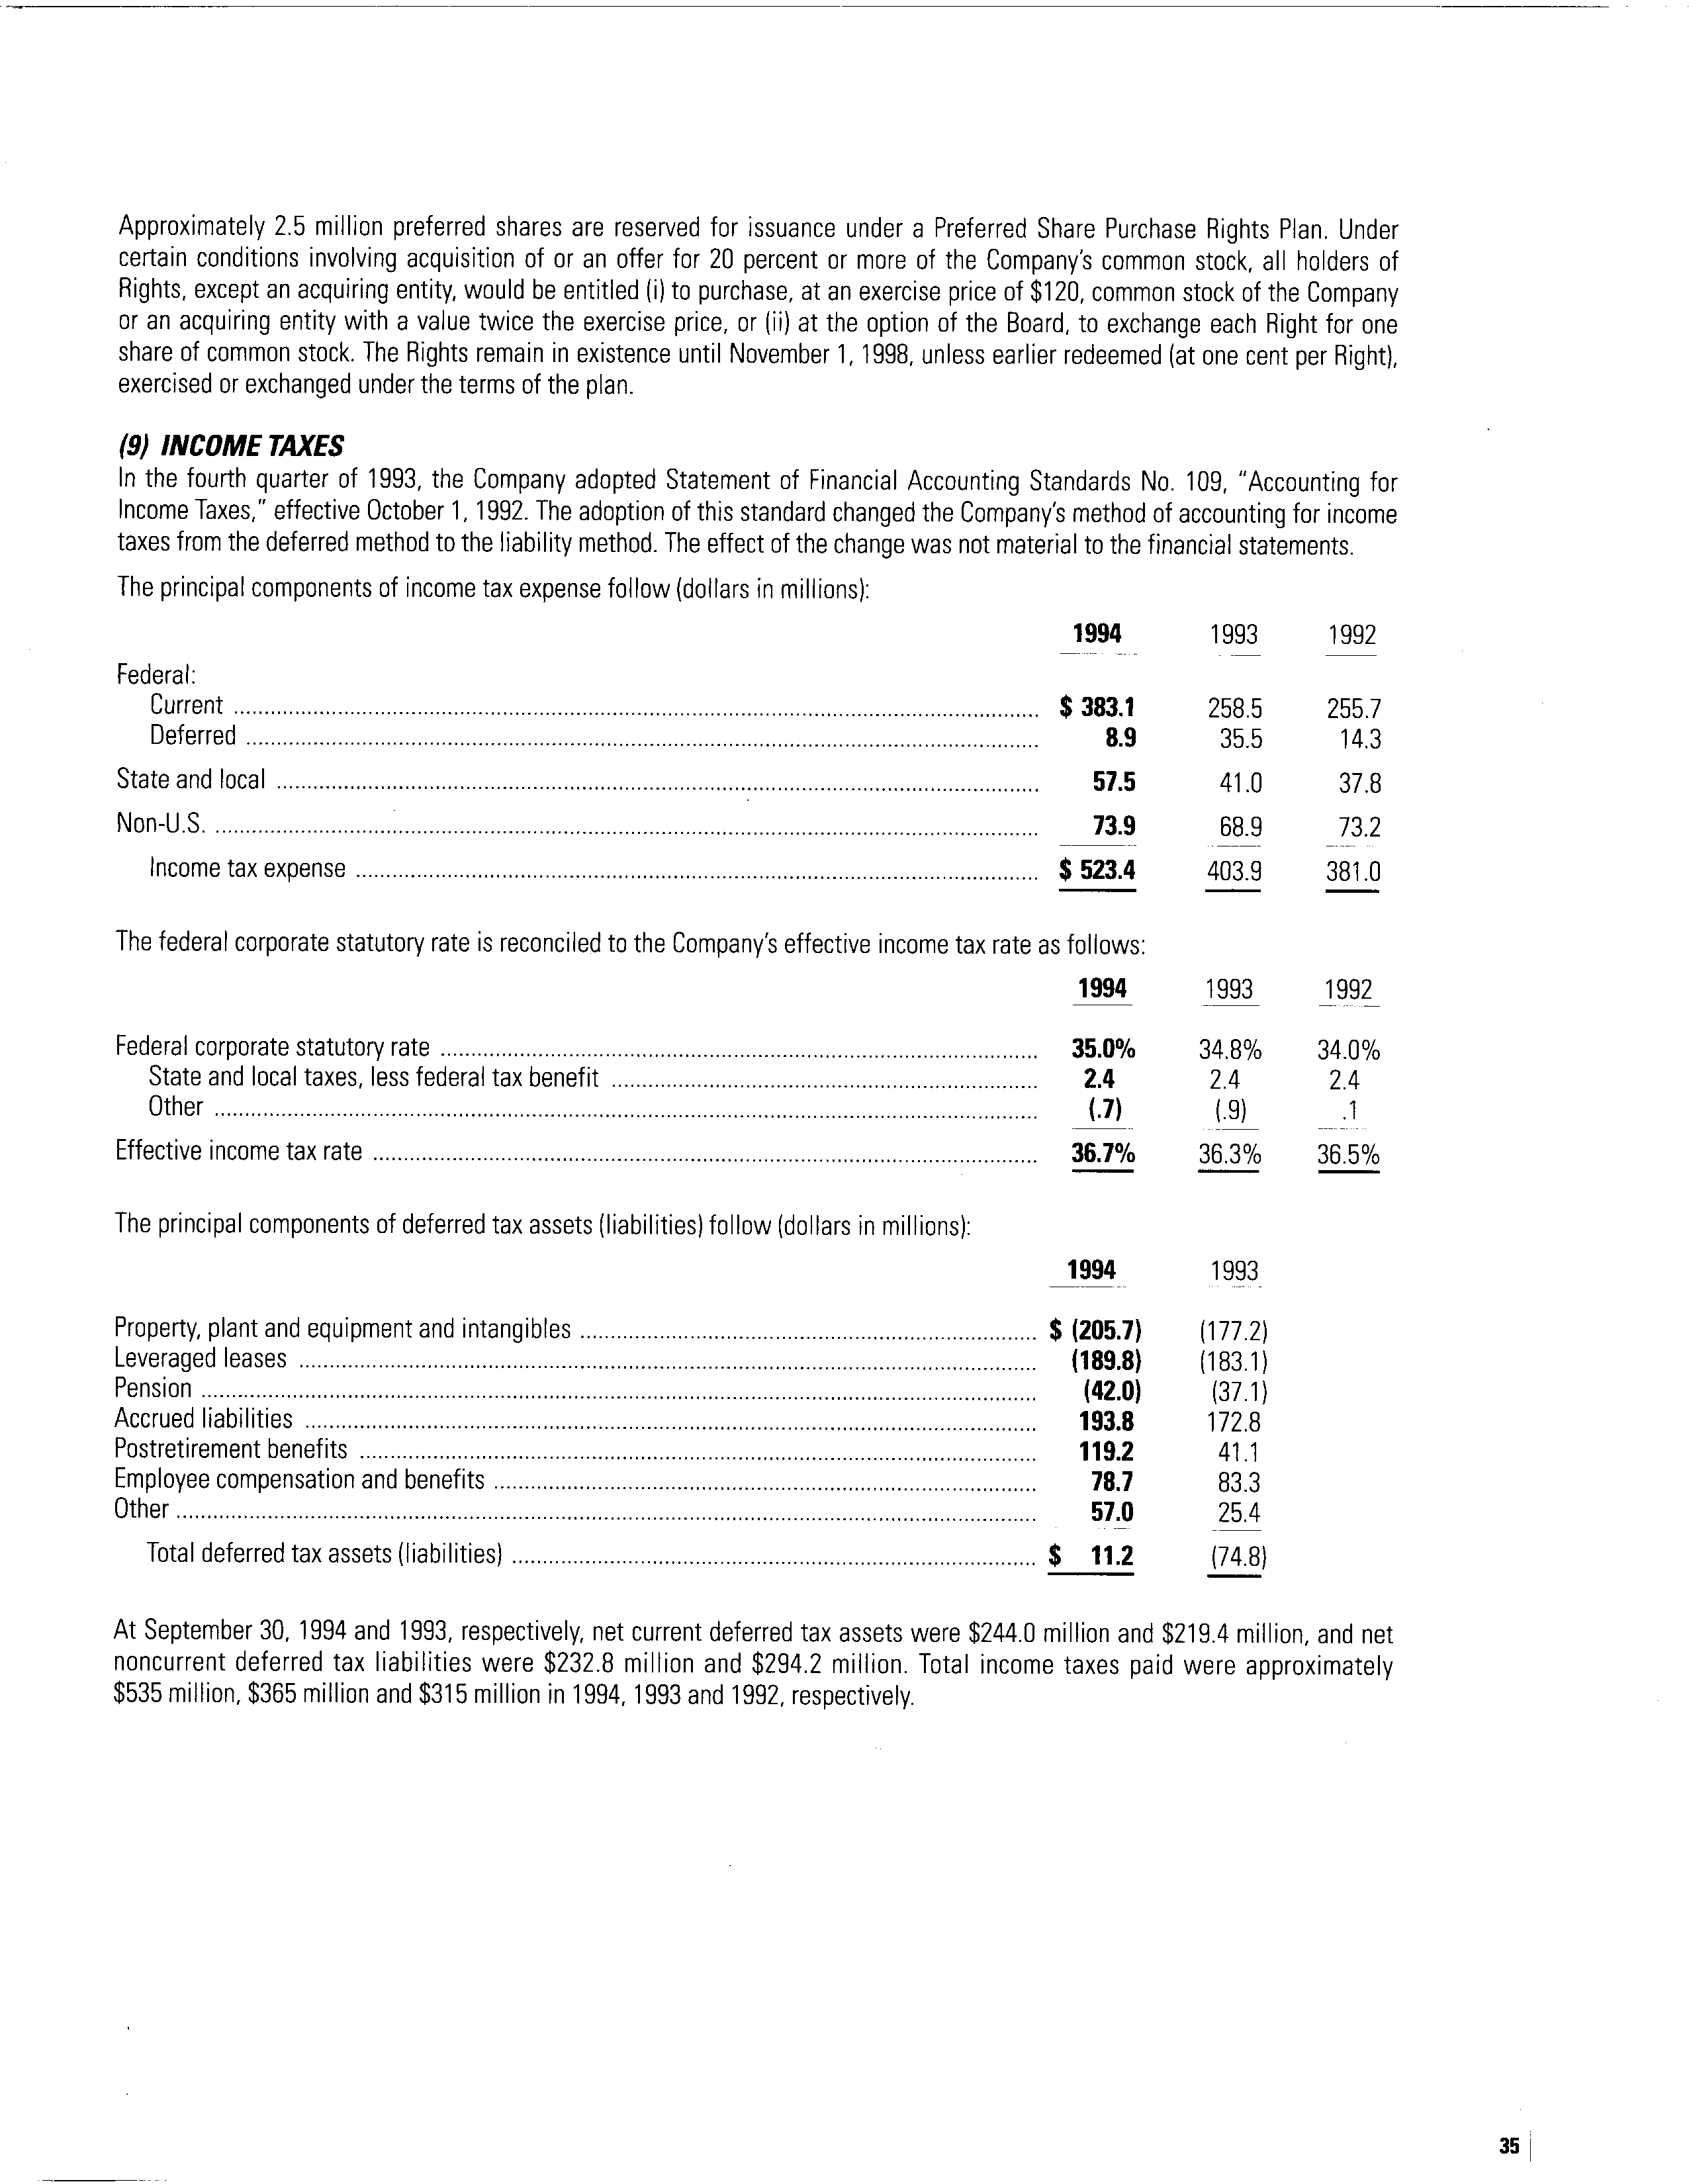 Approximately 2.5 million preferred shares are reserved for issuance under a Preferred Share Purchase Rights Plan. Under
certain conditions involving acquisition of or an offer for 20 percent or more of the Company's common stock, all holders of
Rights, except an acquiring entity, would be entitled (i) to purchase, at an exercise price of $120, common stock of the Company
or an acquiring entity with a value twice the exercise price, or (ii) at the option of the Board, to exchange each Right for one
share of common stock. The Rights remain in existence until November 1, 1998, unless earlier redeemed (at one cent per Right),
exercised or exchanged under the terms of the plan.
(9) INCOME TAXES
In the fourth quarter of 1993, the Company adopted Statement of Financial Accounting Standards No. 109, "Accounting for
Income Taxes," effective October 1, 1992. The adoption of this standard changed the Company's method of accounting for income
taxes from the deferred method to the liability method. The effect of the change was not material to the financial statements.
The principal components of income tax expense follow (dollars in millions):
1994 1993 1992
Federal:
Current $ 383.1 258.5 255.7
Deferred 8.9 35.5 14.3
State and local 57.5 41.0 37.8
Non-U.S. 73.9 68.9 73.2
Income tax expense $ 523.4 403.9 381.0
The federal corporate statutory rate is reconciled to the Company's effective income tax rate as follows:
1994 1993 1992
Federal corporate statutory rate 35.0% 34.8% 34.0%
State and local taxes, less federal tax benefit 2.4 2.4 2.4
Other (.7) (.9) .1
Effective income tax rate 36.7% 36.3% 36.5%
The principal components of deferred tax assets (liabilities) follow (dollars in millions):
1994 1993
Property, plant and equipment and intangibles $ (205.7) (177.2)
Leveraged leases (189.8) (183.1)
Pension (42.0) (37.1)
Accrued liabilities 193.8 172.8
Postretirement benefits 119.2 41.1
Employee compensation and benefits 78.7 83.3
Other 57.0 25.4
Total deferred tax assets (liabilities) $ 11.2 (74.8)
At September 30, 1994 and 1993, respectively, net current deferred tax assets were $244.0 million and $219.4 million, and net
noncurrent deferred tax liabilities were $232.8 million and $294.2 million. Total income taxes paid were approximately
$535 million, $365 million and $315 million in 1994, 1993 and 1992, respectively.
35